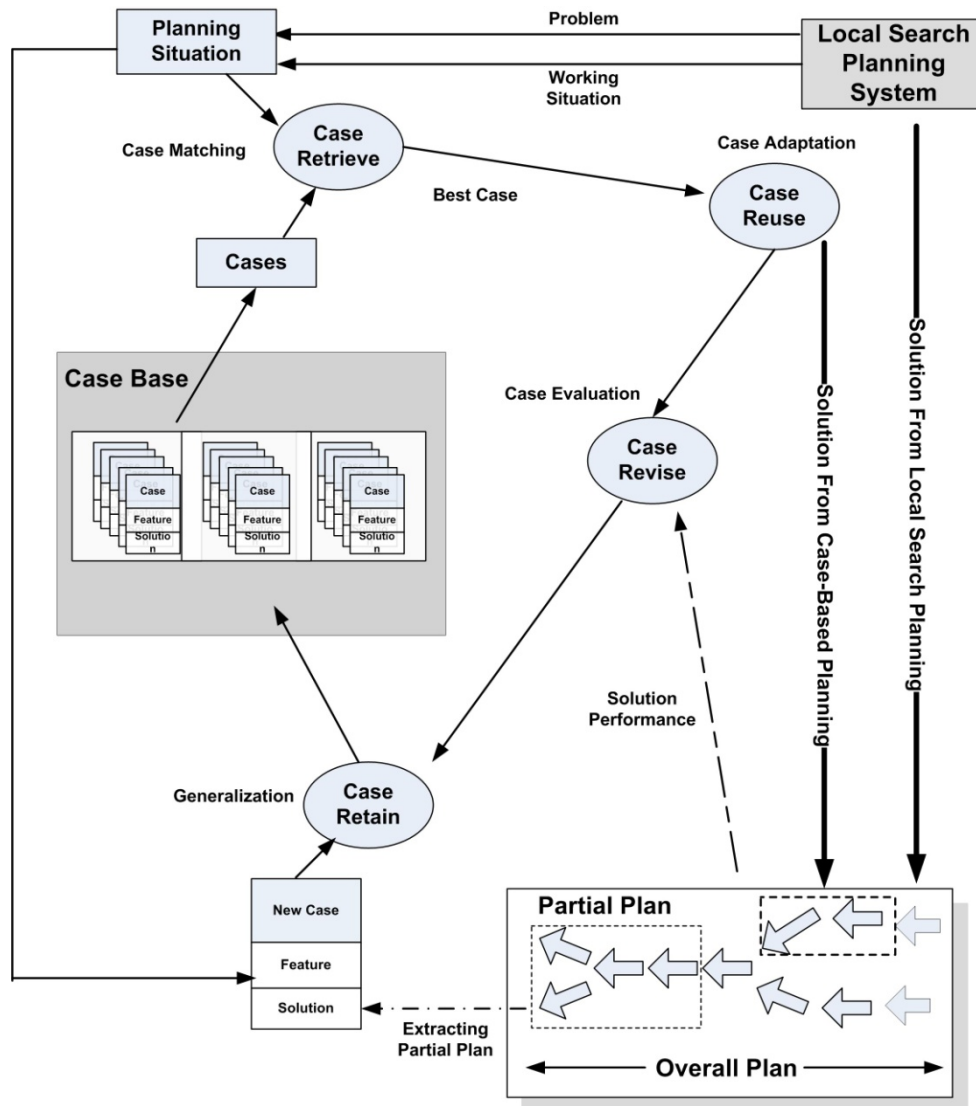 Planning
Situation
Problem
Working
Situation
Local Search
Planning
System
Case Matching
Case
Retrieve
Best Case
Case Adaptation
Case
Reuse
Cases
Case Base
Case
Feature
Solutio
n
Case
Feature
Solutio
n
Case
Feature
Solutio
n
Case Evaluation
Case
Revise
Solution From Case-Based Planning
Solution From Local Search Planning
Solution
Performance
Generalization
Case
Retain
New Case
Feature
Solution
Extracting
Partial Plan
Partial Plan
Overall Plan